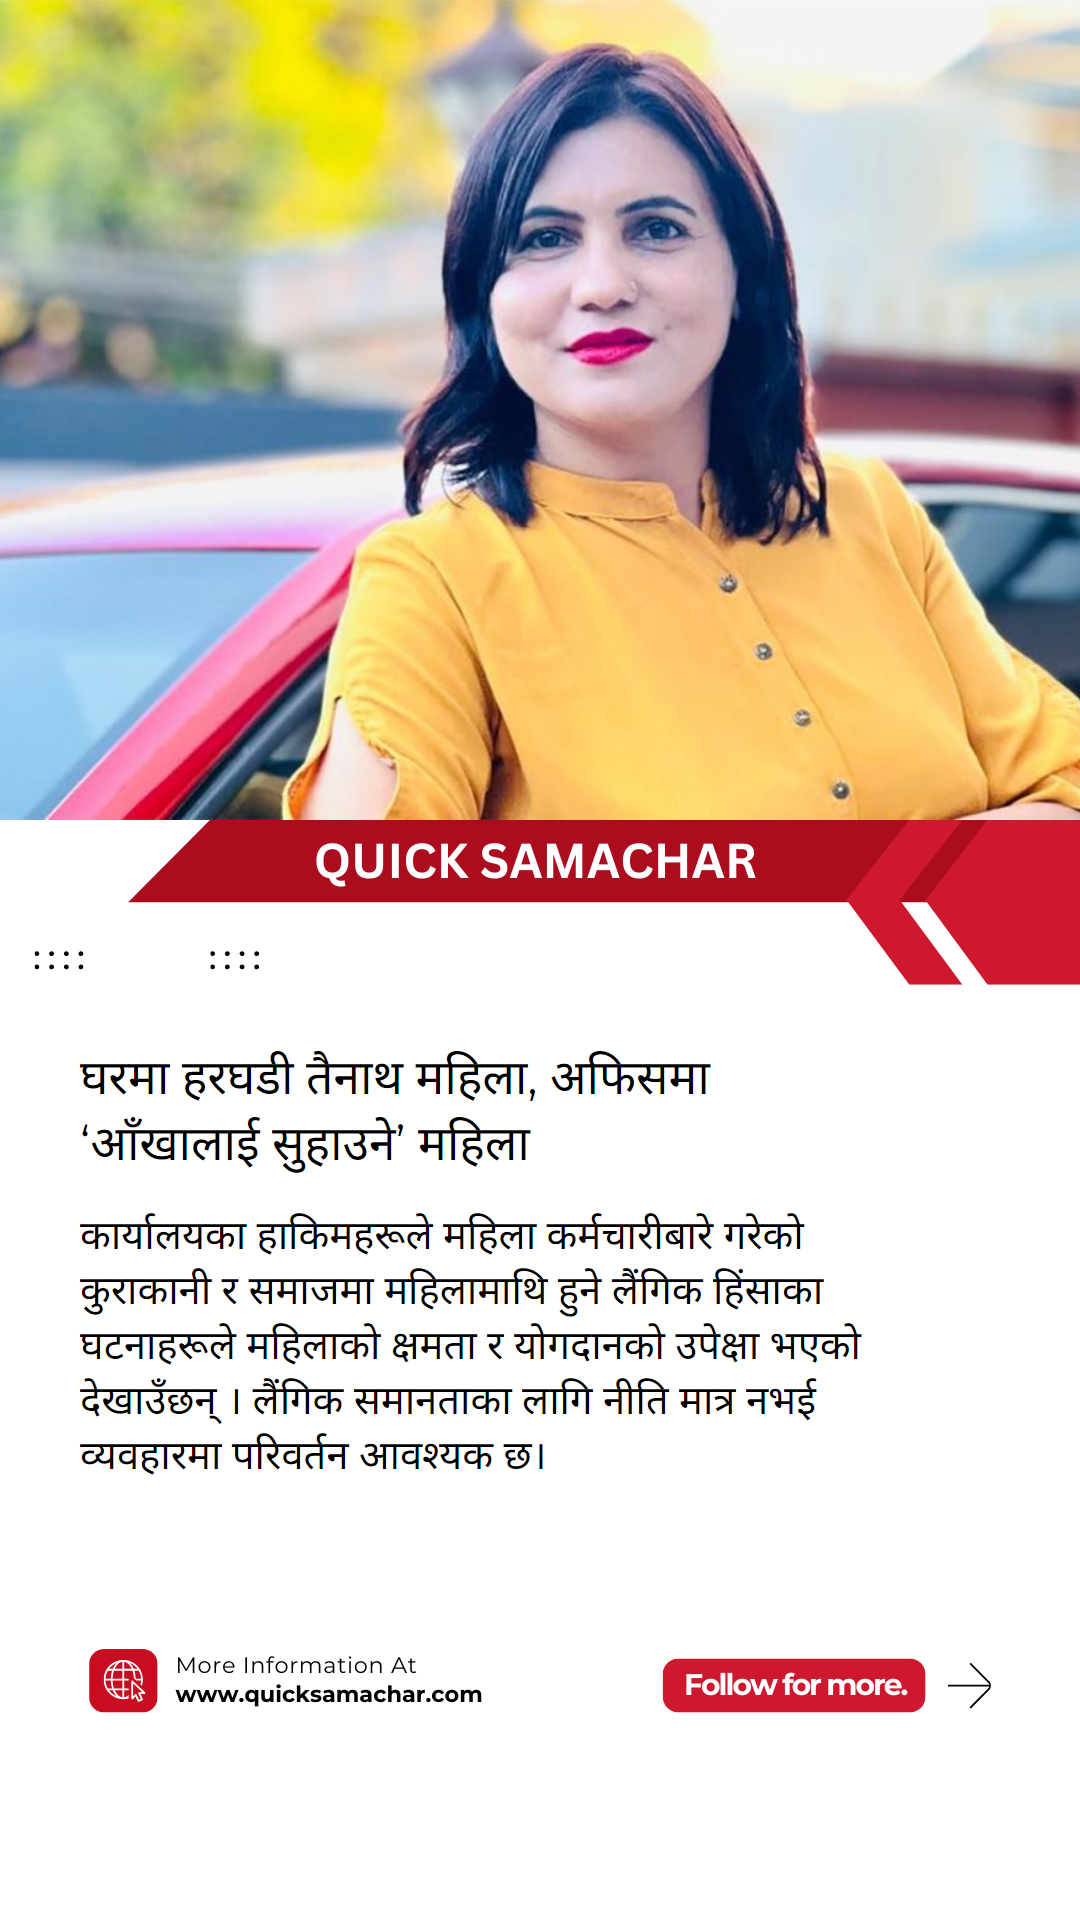 QUICK SAMACHAR
घरमा हरघडी तैनाथ महिला, अफिसमा
‘आँखालाई सुहाउने’ महिला
कार्यालयका हाकिमहरूले महिला कर्मचारीबारे गरेको
कुराकानी र समाजमा महिलामाथि हुने लैंगिक हिंसाका
घटनाहरूले महिलाको क्षमता र योगदानको उपेक्षा भएको
देखाउँछन् । लैंगिक समानताका लागि नीति मात्र नभई
व्यवहारमा परिवर्तन आवश्यक छ।
More Information At
www.quicksamachar.com
Follow for more.